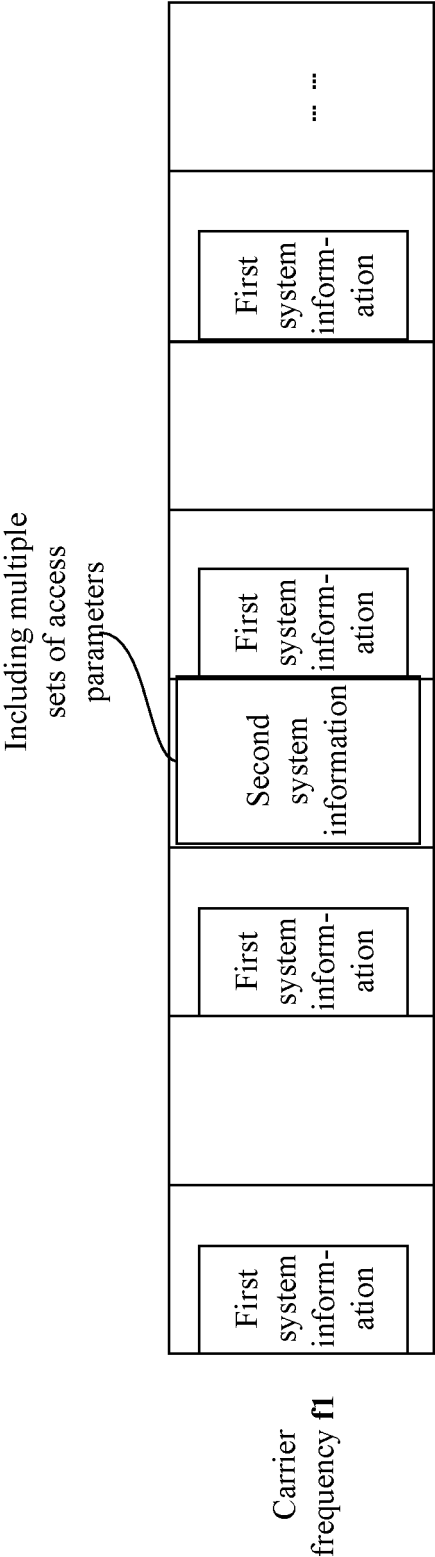 Including multiple
sets of access
parameters
Carrier
frequency f1
First
system
inform-
ation
First
system
inform-
ation
Second
system
information
First
system
inform-
ation
First
system
inform-
ation
... ...